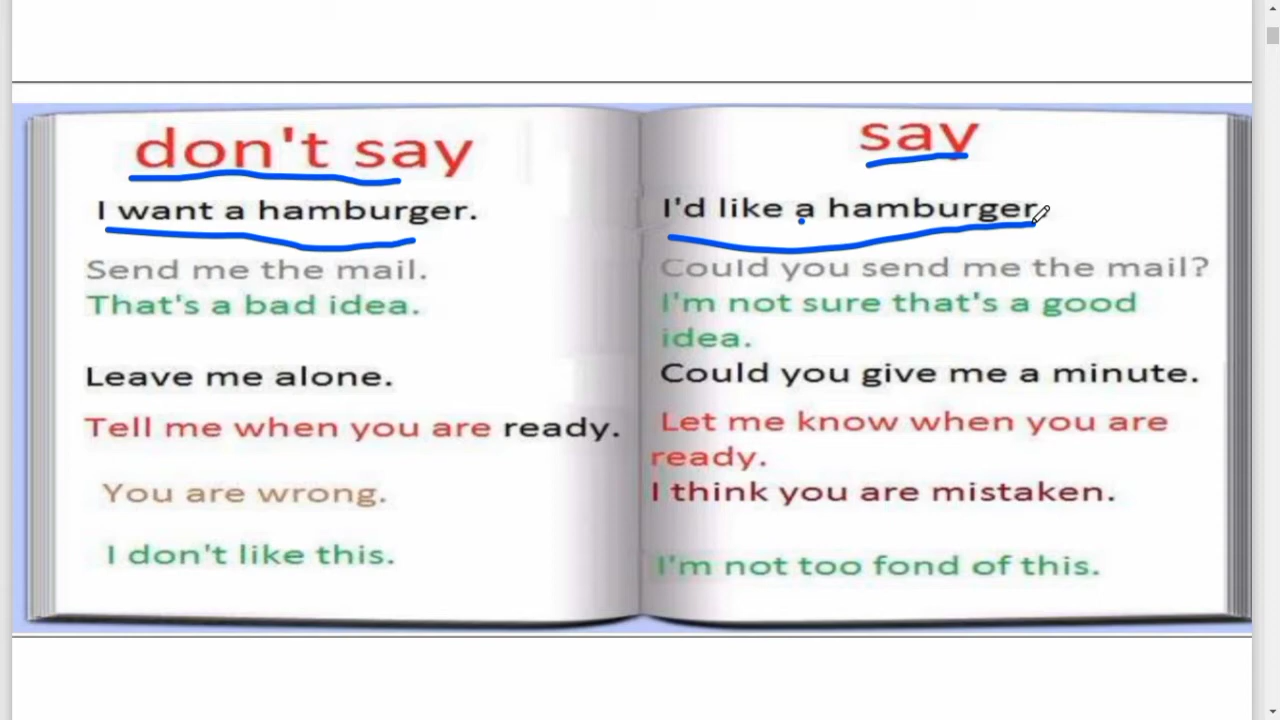 don't say
I want a hamburger.
Send me the mail.
That's a bad idea.
Leave me alone.
Tell me when you are ready.
You are wrong.
I don't like this.
say
I'd like a hamburger.
Could you send me the mail?
I'm not sure that's a good
idea.
Could you give me a minute.
Let me know when you are
ready.
I think you are mistaken.
I'm not too fond of this.